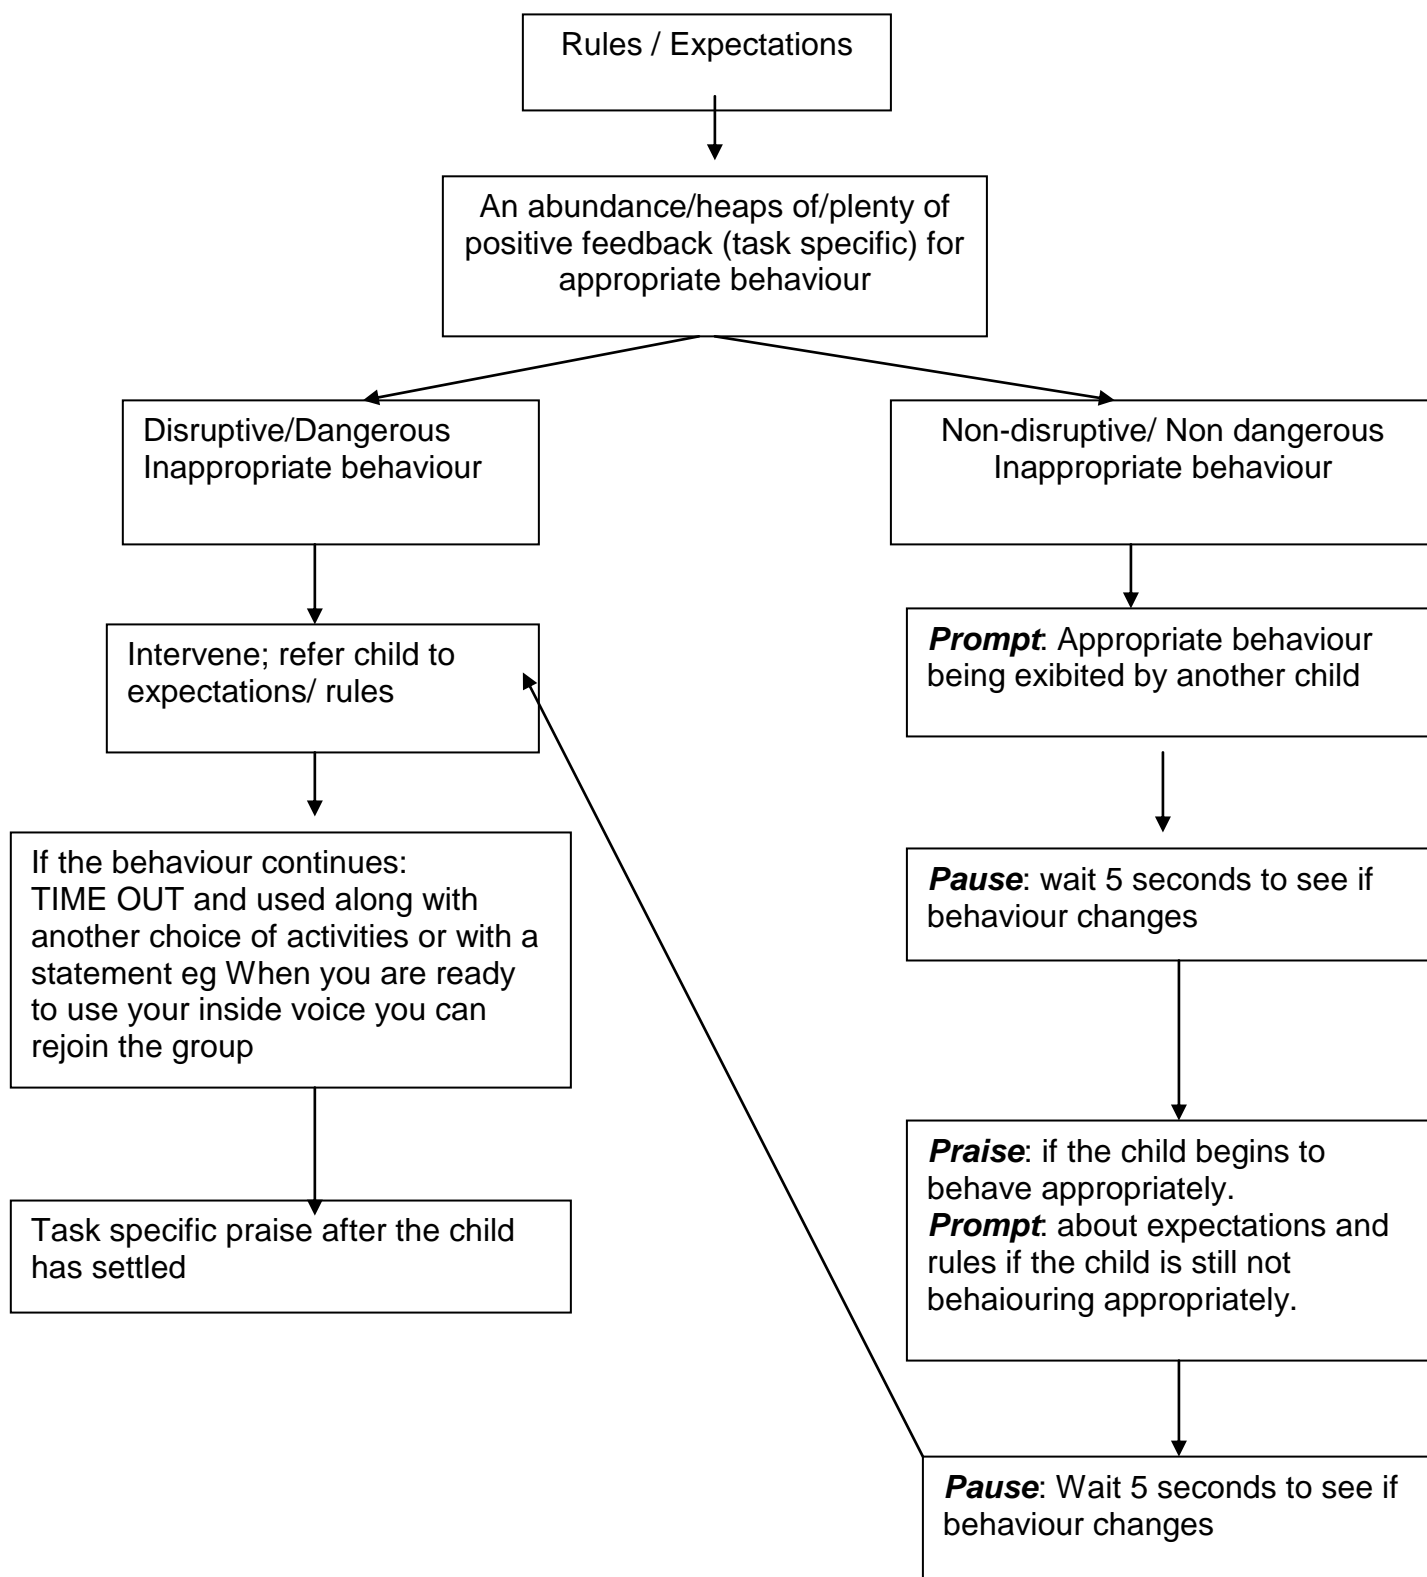 Rules / Expectations
An abundance/heaps of/plenty of
positive feedback (task specific) for
appropriate behaviour
Disruptive/Dangerous
Inappropriate behaviour
Intervene; refer child to
expectations/ rules
If the behaviour continues:
TIME OUT and used along with
another choice of activities or with a
statement eg When you are ready
to use your inside voice you can
rejoin the group
Task specific praise after the child
has settled
Non-disruptive/ Non dangerous
Inappropriate behaviour
Prompt: Appropriate behaviour
being exibited by another child
Pause: wait 5 seconds to see if
behaviour changes
Praise: if the child begins to
behave appropriately.
Prompt: about expectations and
rules if the child is still not
behaiouring appropriately.
Pause: Wait 5 seconds to see if
behaviour changes